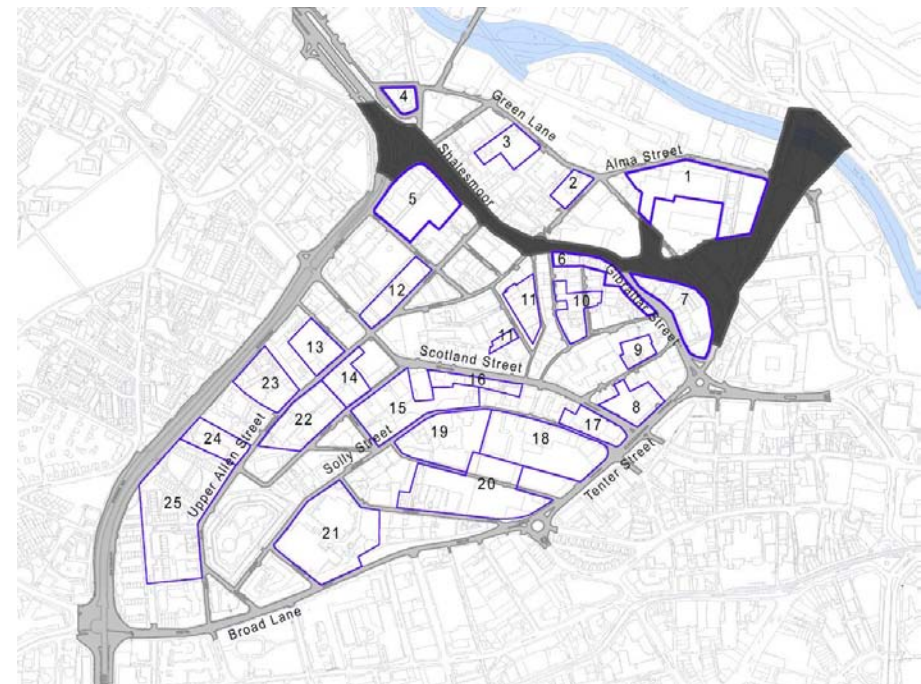 4
Green Lane
3
Shalesmoor
Alma Street
2
1
5
6
Gibraltar Street
7
12
11
10
11
9
13
Scotland Street
14
16
23
8
15
17
22
19
18
24
Upper Allen Street
Solly Street
20
Tenter Street
25
21
Broad Lane